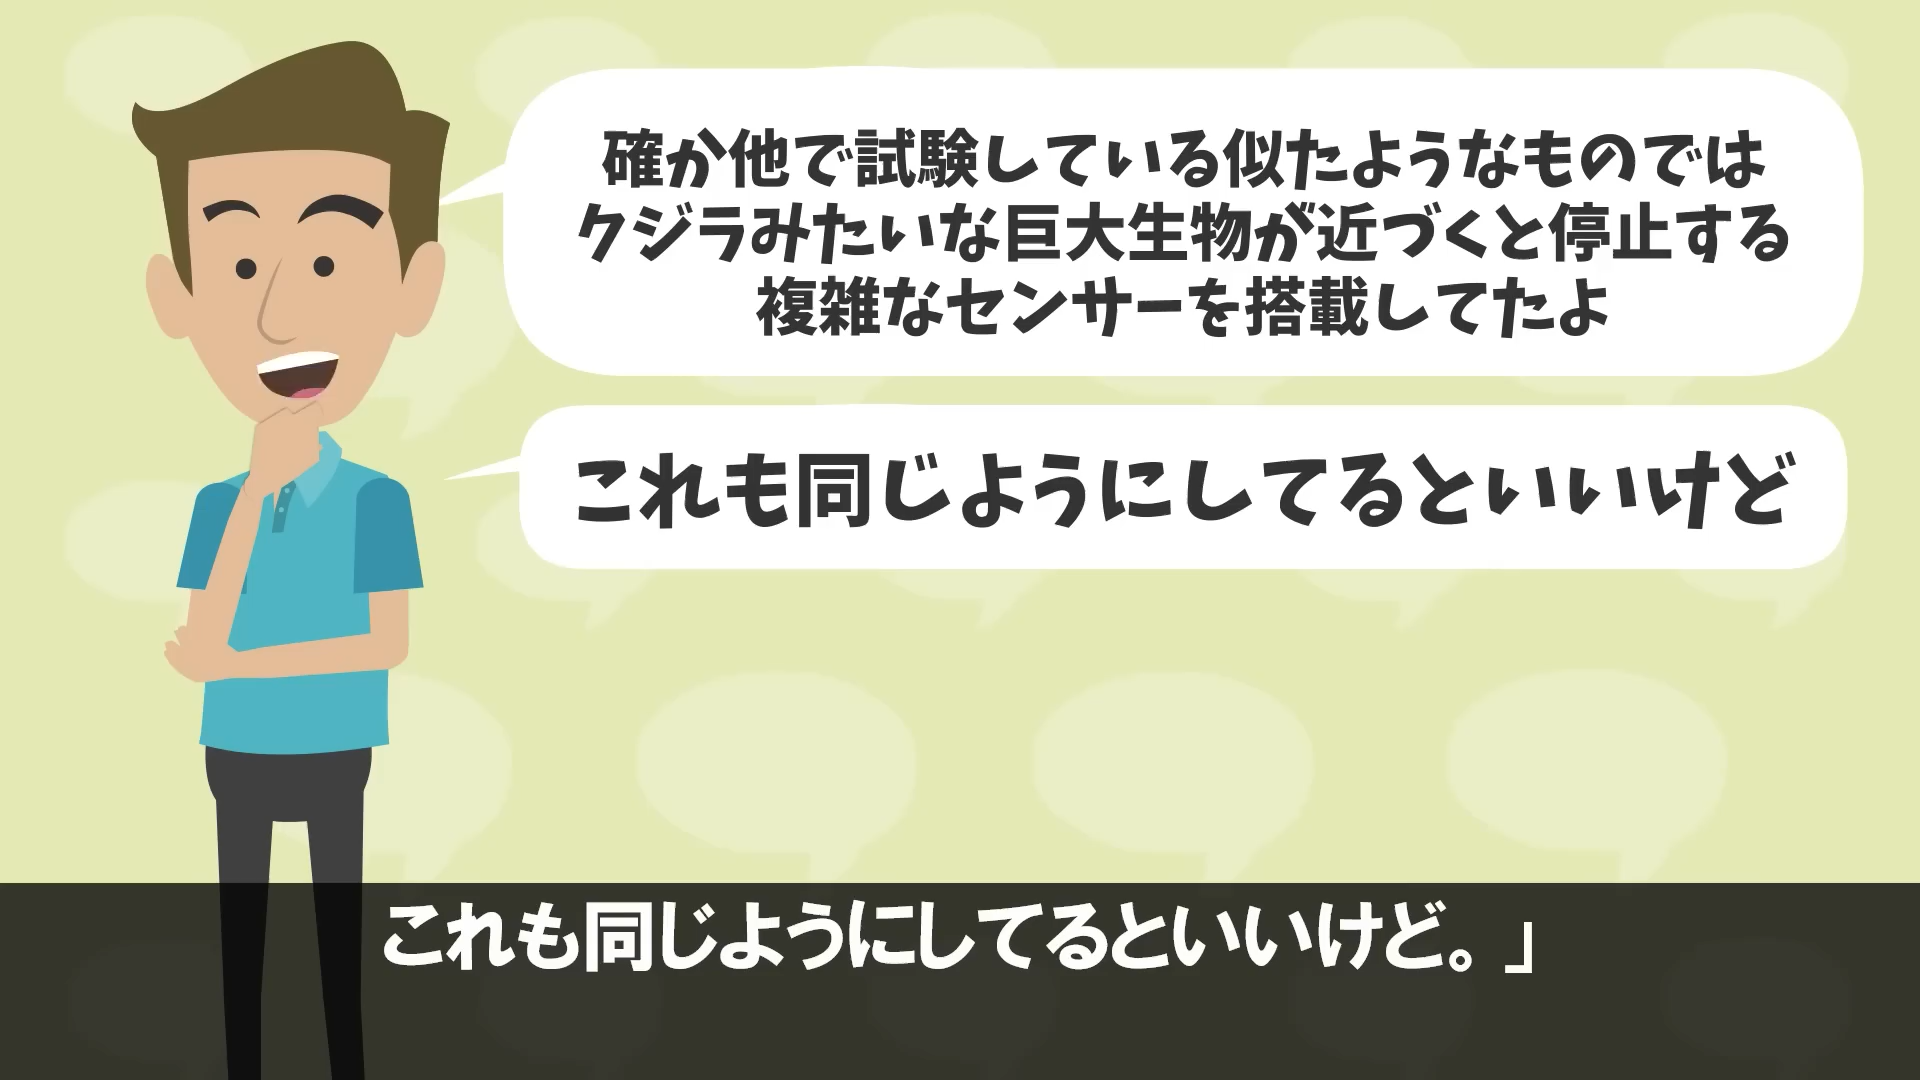 確か他で試験している似たようなものでは
クジラみたいな巨大生物が近づくと停止する
複雑なセンサーを搭載してたよ
これも同じようにしてるといいけど
これも同じようにしてるといいけど。」